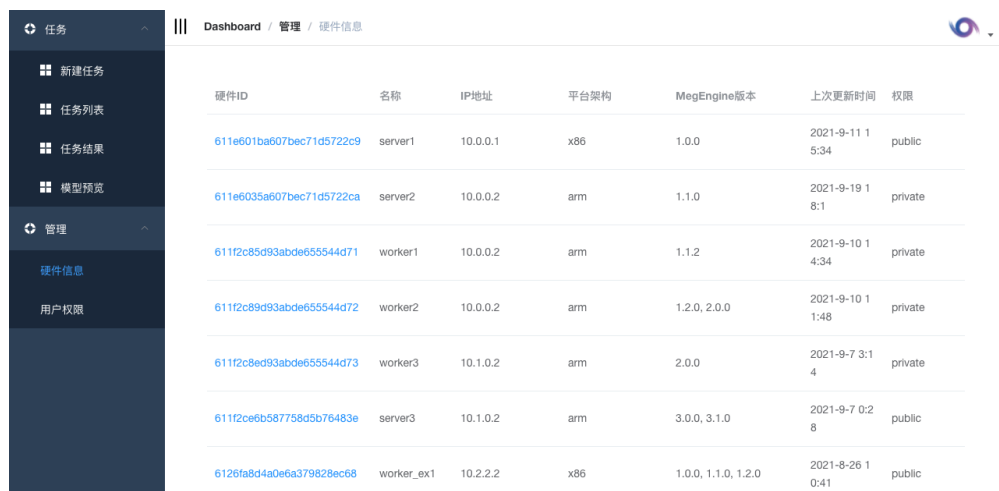 任务
新建任务
任务列表
任务结果
模型预览
管理
硬件信息
用户权限
Dashboard / 管理 / 硬件信息
硬件ID 名称 IP地址 平台架构 MegEngine版本 上次更新时间 权限
611e601ba607bec71d5722c9 server1 10.0.0.1 x86 1.0.0 2021-9-11 1
5:34 public
611e6035a607bec71d5722ca server2 10.0.0.2 arm 1.1.0 2021-9-19 1
8:1 private
611f2c85d93abde655544d71 worker1 10.0.0.2 arm 1.1.2 2021-9-10 1
4:34 private
611f2c89d93abde655544d72 worker2 10.0.0.2 arm 1.2.0, 2.0.0 2021-9-10 1
1:48 private
611f2c8ed93abde655544d73 worker3 10.1.0.2 arm 2.0.0 2021-9-7 3:1
4 private
611f2ce6b587758d5b76483e server3 10.1.0.2 arm 3.0.0, 3.1.0 2021-9-7 0:2
8 public
6126fa8d4a0e6a379828ec68 worker_ex1 10.2.2.2 x86 1.0.0, 1.1.0, 1.2.0 2021-8-26 1
0:41 public